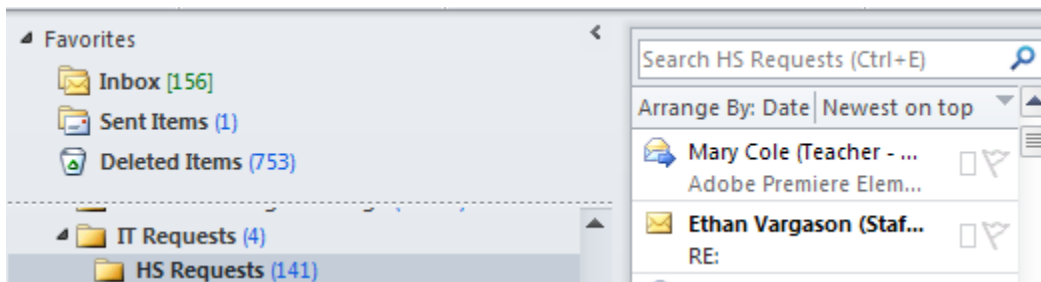 Favorites
Inbox [156]
Sent Items (1)
Deleted Items (753)
IT Requests (4)
HS Requests (141)
Search HS Requests (Ctrl+E)
Arrange By: Date Newest on top
Mary Cole (Teacher - ...
Adobe Premiere Elem...
Ethan Vargason (Staf...
RE: